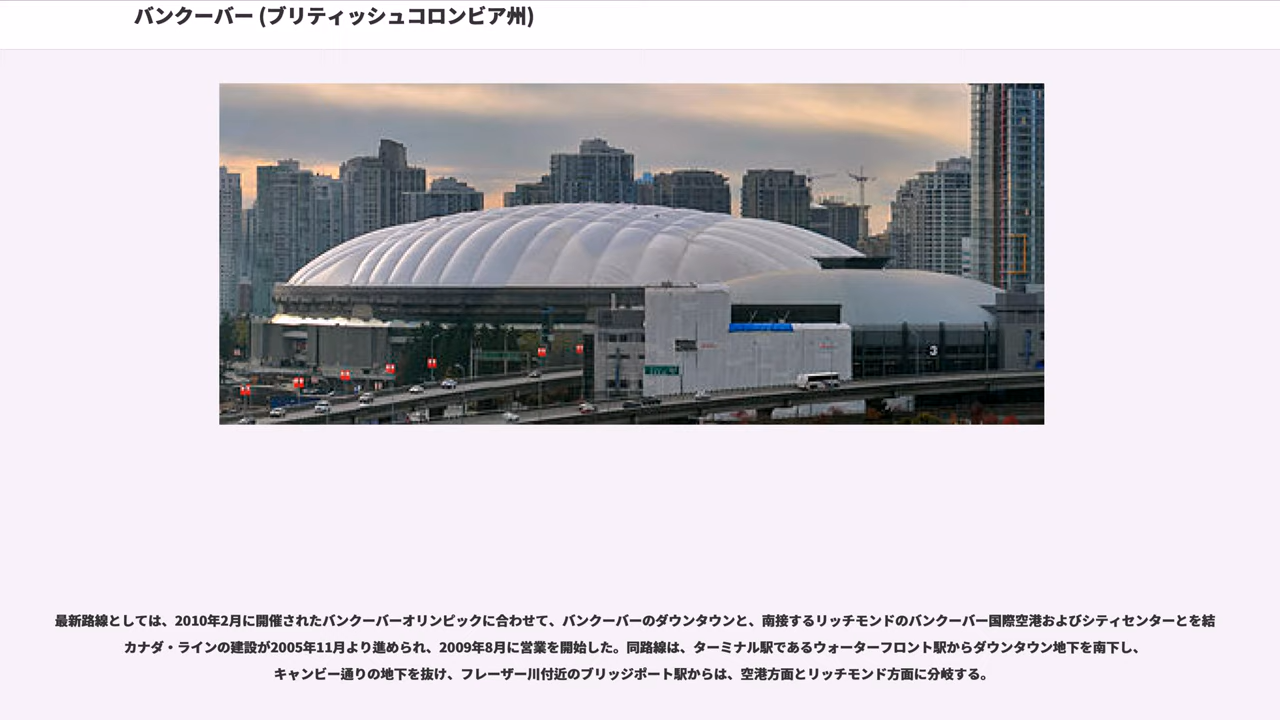 バンクーバー (ブリティッシュコロンビア州)
3
最新路線としては、2010年2月に開催されたバンクーバーオリンピックに合わせて、バンクーバーのダウンタウンと、南接するリッチモンドのバンクーバー国際空港およびシティセンターとを結
カナダ・ラインの建設が2005年11月より進められ、2009年8月に営業を開始した。同路線は、ターミナル駅であるウォーターフロント駅からダウンタウン地下を南下し、
キャンビー通りの地下を抜け、フレーザー川付近のブリッジポート駅からは、空港方面とリッチモンド方面に分岐する。